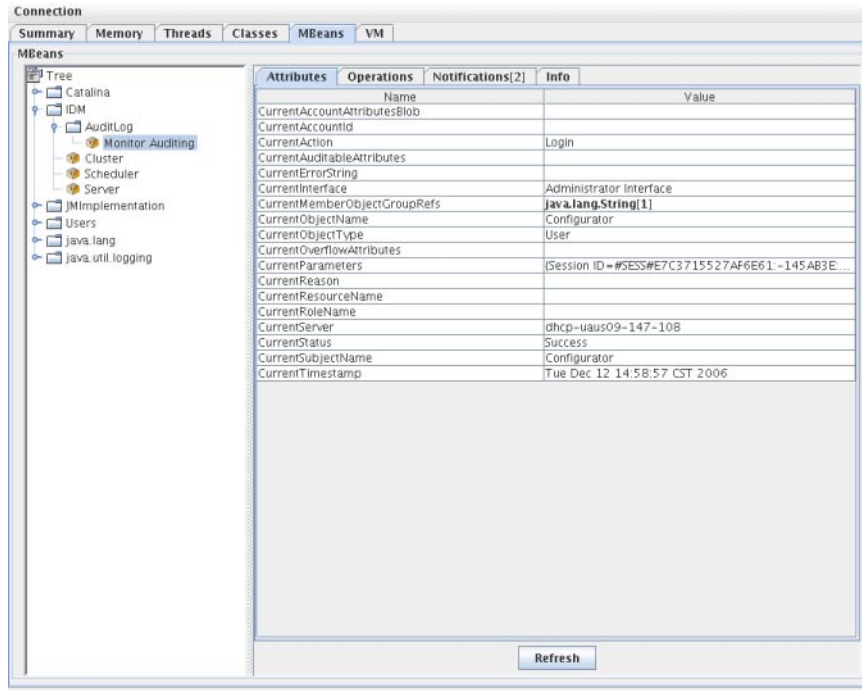 Connection
Summary Memory Threads Classes MBeans VM
MBeans
Tree
Catalina
IDM
AuditLog
Monitor Auditing
Cluster
Scheduler
Server
JMImplementation
Users
java.lang
java.util.logging
Attributes Operations Notifications[2] Info
Name Value
CurrentAccountAttributesBlob
CurrentAccountId
CurrentAction Login
CurrentAuditableAttributes
CurrentErrorString
CurrentInterface Administrator Interface
CurrentMemberObjectGroupRefs java.lang.String[1]
CurrentObjectName Configurator
CurrentObjectType User
CurrentOverflowAttributes
CurrentParameters {Session ID=#SESS#E7C3715527AF6E61:-145AB3E:...
CurrentReason
CurrentResourceName
CurrentRoleName
CurrentServer dhcp-uaus09-147-108
CurrentStatus Success
CurrentSubjectName Configurator
CurrentTimestamp Tue Dec 12 14:58:57 CST 2006
Refresh